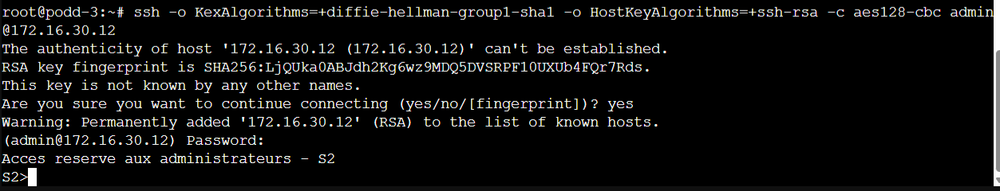 root@podd-3:~# ssh -o KexAlgorithms=+diffie-hellman-group1-sha1 -o HostKeyAlgorithms=+ssh-rsa -c aes128-cbc admin
@172.16.30.12
The authenticity of host '172.16.30.12 (172.16.30.12)' can't be established.
RSA key fingerprint is SHA256:LjQUka0ABJdh2Kg6wz9MDQ5DVSRPF10UXUb4FQr7Rds.
This key is not known by any other names.
Are you sure you want to continue connecting (yes/no/[fingerprint])? yes
Warning: Permanently added '172.16.30.12' (RSA) to the list of known hosts.
(admin@172.16.30.12) Password:
Acces reserve aux administrateurs - S2
S2>